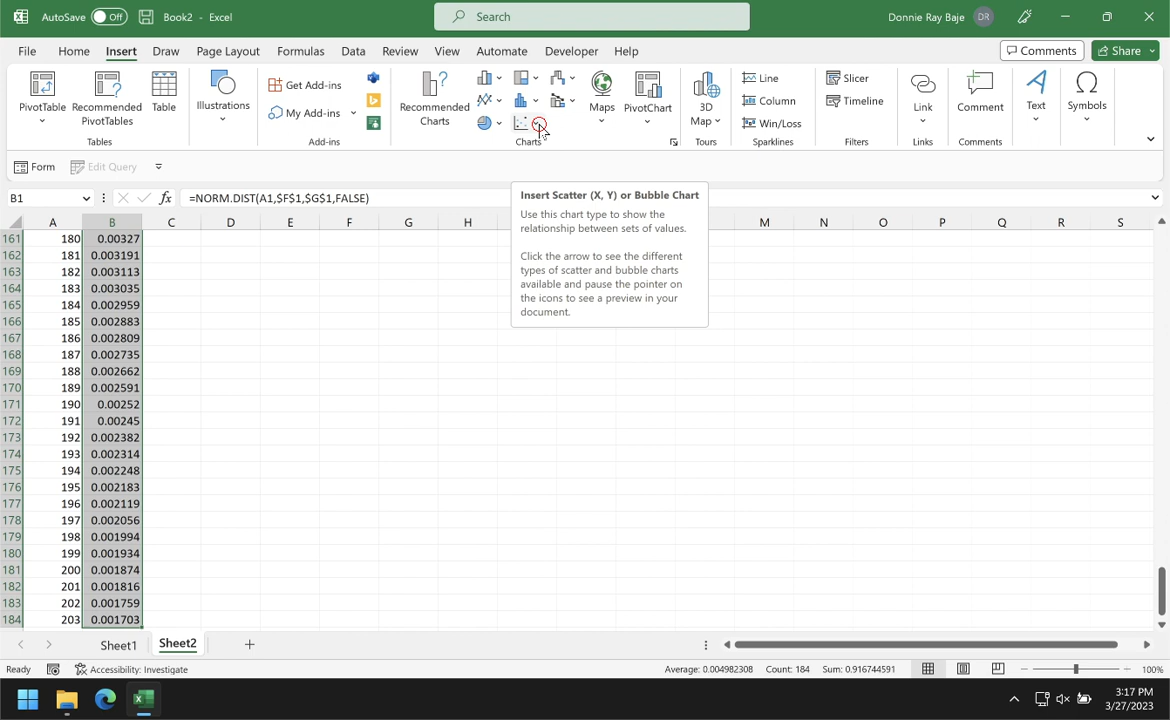 AutoSave Off Book2 - Excel Search Donnie Ray Baje DR
File Home Insert Draw Page Layout Formulas Data Review View Automate Developer Help Comments Share
PivotTable Recommended PivotTables Table
Tables
Illustrations
Get Add-ins
My Add-ins
Add-ins
Recommended Charts
Maps PivotChart
Charts
3D Map
Tours
Line
Column
Win/Loss
Sparklines
Slicer
Timeline
Filters
Link
Links
Comment
Comments
Text
Symbols
Form Edit Query
B1 fx =NORM.DIST(A1,$F$1,$G$1,FALSE)
Insert Scatter (X, Y) or Bubble Chart
Use this chart type to show the
relationship between sets of values.
Click the arrow to see the different
types of scatter and bubble charts
available and pause the pointer on
the icons to see a preview in your
document.
A B C D E F G H M N O P Q R S
161 180 0.00327
162 181 0.003191
163 182 0.003113
164 183 0.003035
165 184 0.002959
166 185 0.002883
167 186 0.002809
168 187 0.002735
169 188 0.002662
170 189 0.002591
171 190 0.00252
172 191 0.00245
173 192 0.002382
174 193 0.002314
175 194 0.002248
176 195 0.002183
177 196 0.002119
178 197 0.002056
179 198 0.001994
180 199 0.001934
181 200 0.001874
182 201 0.001816
183 202 0.001759
184 203 0.001703
Sheet1 Sheet2
Ready Accessibility: Investigate Average: 0.004982308 Count: 184 Sum: 0.916744591 100%
3:17 PM
3/27/2023